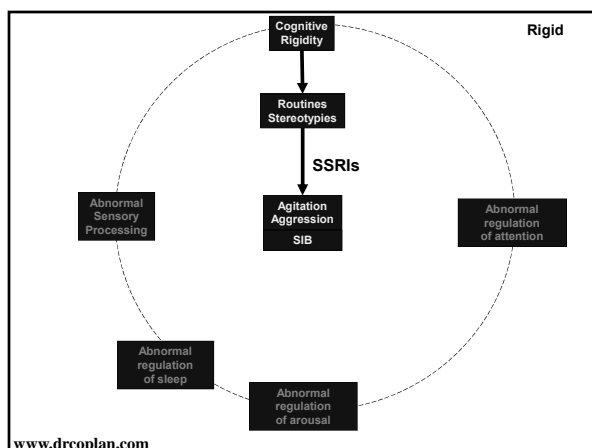 Cognitive
Rigidity
Rigid
Routines
Stereotypies
SSRIs
Abnormal
Sensory
Processing
Agitation
Aggression
SIB
Abnormal
regulation
of attention
Abnormal
regulation
of sleep
Abnormal
regulation
of arousal
www.drcoplan.com